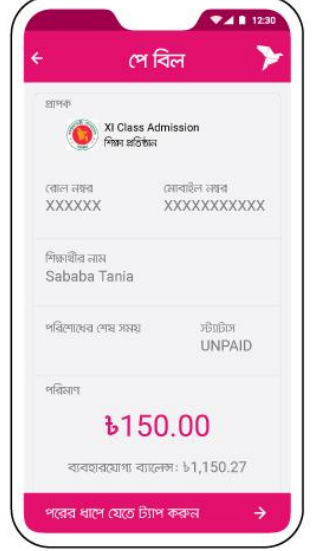 12:30
পে বিল
প্রাপক
XI Class Admission
শিক্ষা প্রতিষ্ঠান
রোল নম্বর মোবাইল নম্বর
XXXXXX XXXXXXXXXXX
শিক্ষার্থীর নাম
Sababa Tania
পরিশোধের শেষ সময় স্ট্যাটাস
UNPAID
পরিমাণ
৳150.00
ব্যবহারযোগ্য ব্যালেন্স: ৳1,150.27
পরের ধাপে যেতে ট্যাপ করুন